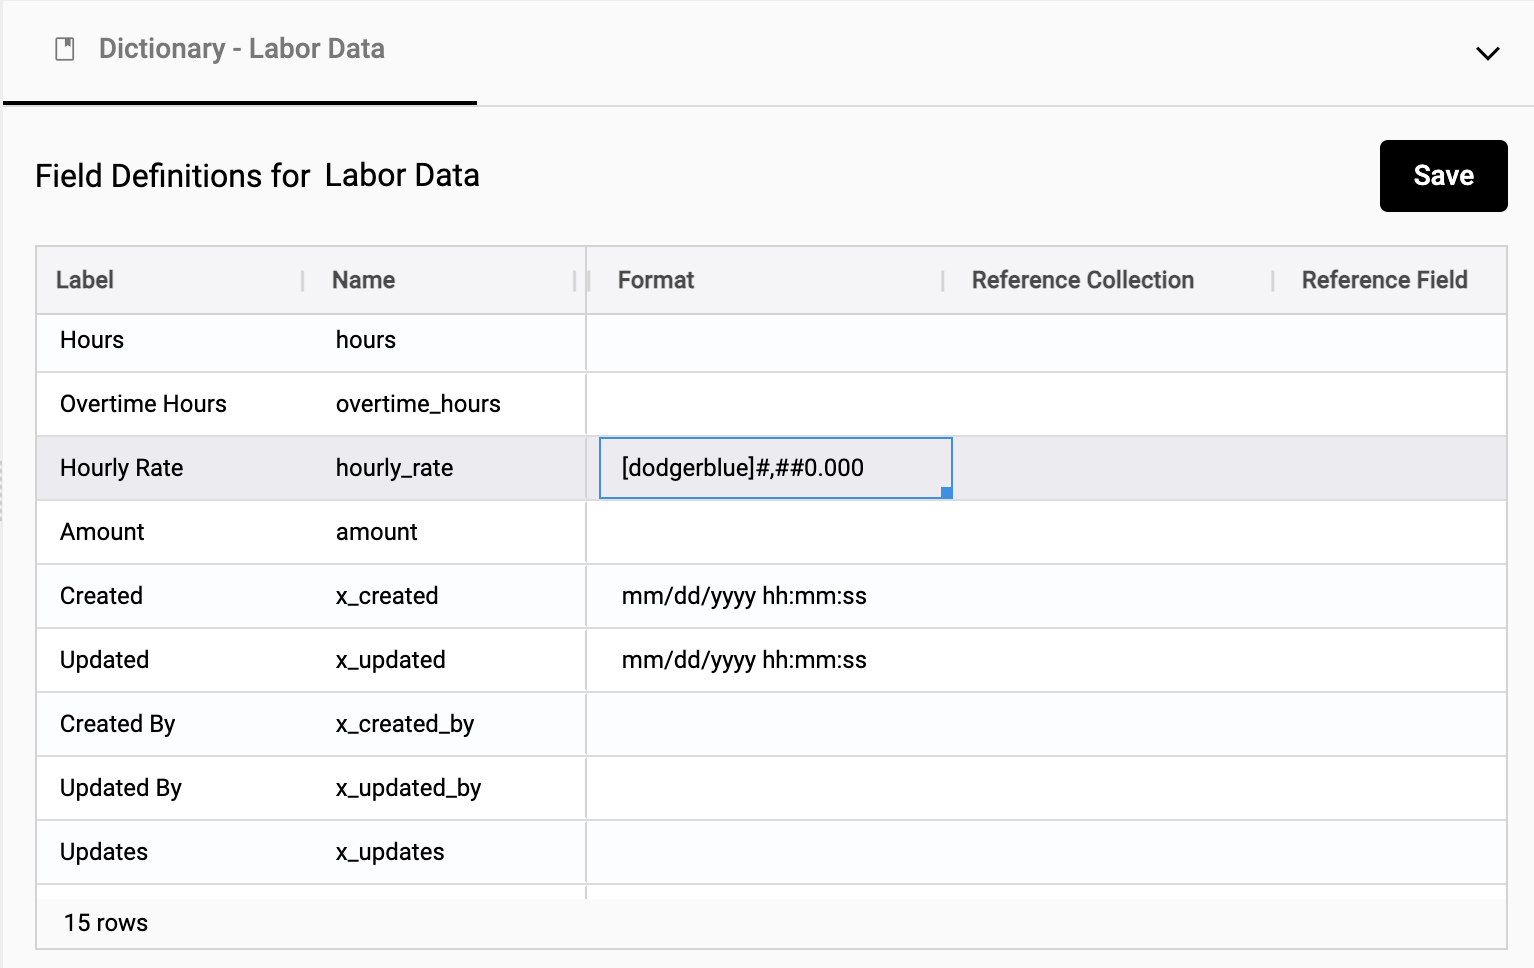 Dictionary - Labor Data
Field Definitions for Labor Data
Save
Label Name Format Reference Collection Reference Field
Hours hours
Overtime Hours overtime_hours
Hourly Rate hourly_rate [dodgerblue]#,##0.000
Amount amount
Created x_created mm/dd/yyyy hh:mm:ss
Updated x_updated mm/dd/yyyy hh:mm:ss
Created By x_created_by
Updated By x_updated_by
Updates x_updates
15 rows